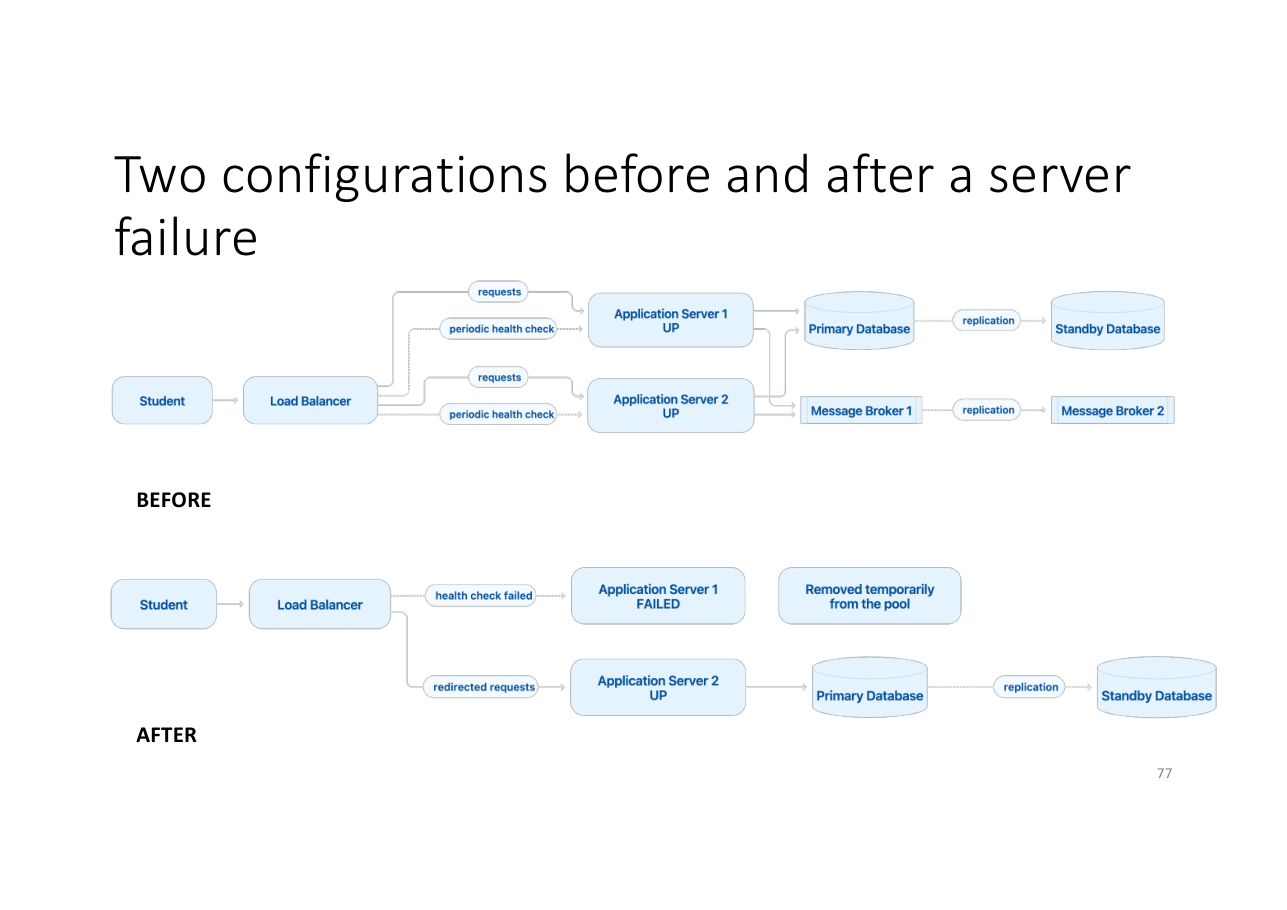 Two configurations before and after a server
failure
requests
Application Server 1
UP
periodic health check
Primary Database
replication
Standby Database
Student
Load Balancer
requests
Application Server 2
UP
periodic health check
Message Broker 1
replication
Message Broker 2
BEFORE
Student
Load Balancer
health check failed
Application Server 1
FAILED
Removed temporarily
from the pool
redirected requests
Application Server 2
UP
Primary Database
replication
Standby Database
AFTER
77